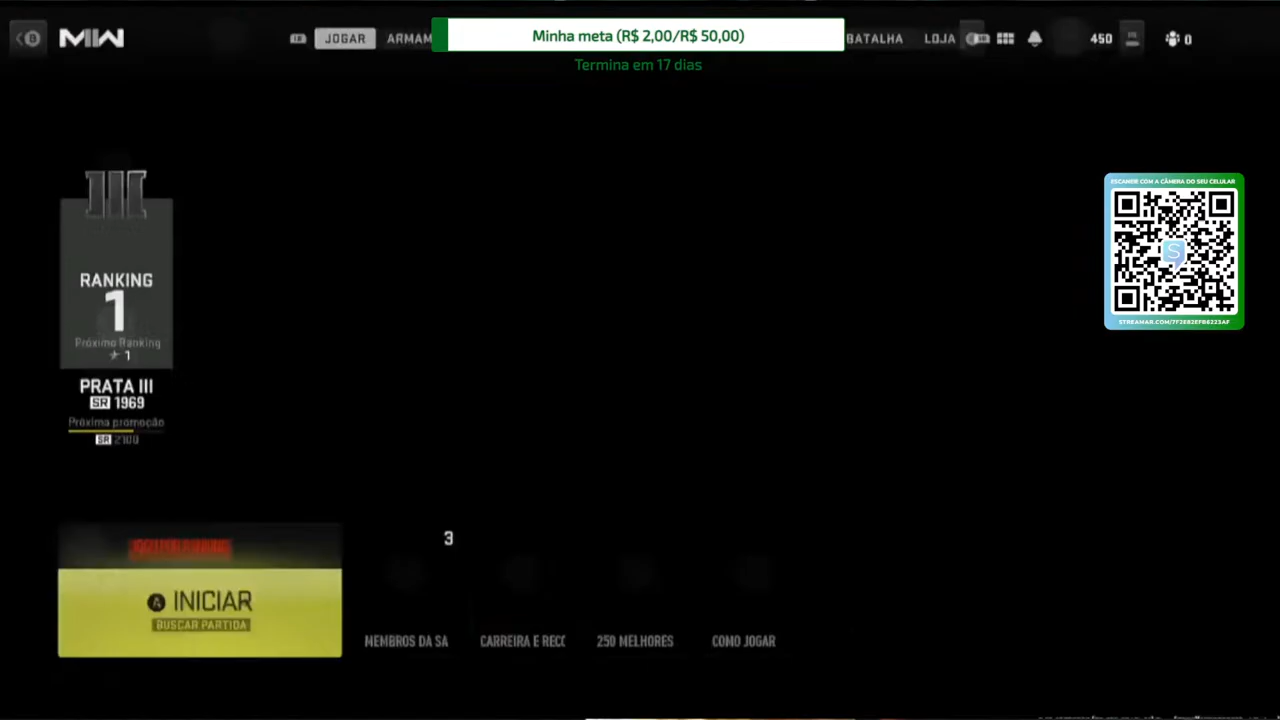 B
MW
LB
JOGAR
ARMAM
Minha meta (R$ 2,00/R$ 50,00)
BATALHA
LOJA
450
0
Termina em 17 dias
III
RANKING
1
Próximo Ranking
1
PRATA III
SR 1969
Próxima promoção
SR 2100
ESCANEIE COM A CÂMERA DO SEU CELULAR
S
3
A INICIAR
BUSCAR PARTIDA
MEMBROS DA SA
CARREIRA E REC
250 MELHORES
COMO JOGAR